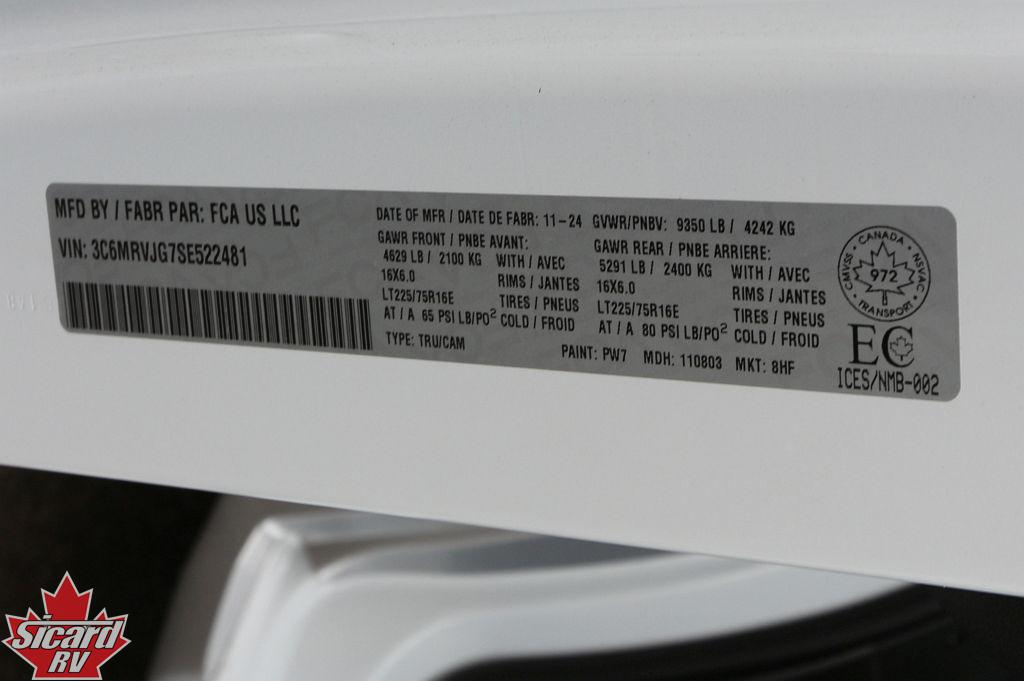 MFD BY / FABR PAR: FCA US LLC
VIN: 3C6MRVJG7SE522481
DATE OF MFR / DATE DE FABR: 11-24 GVWR/PNBV: 9350 LB / 4242 KG
GAWR FRONT / PNBE AVANT:
4629 LB / 2100 KG WITH / AVEC
16X6.0 RIMS / JANTES
LT225/75R16E TIRES / PNEUS
AT / A 65 PSI LB/PO² COLD / FROID
GAWR REAR / PNBE ARRIERE:
5291 LB / 2400 KG WITH / AVEC
16X6.0 RIMS / JANTES
LT225/75R16E TIRES / PNEUS
AT / A 80 PSI LB/PO² COLD / FROID
TYPE: TRU/CAM PAINT: PW7 MDH: 110803 MKT: 8HF
CANADA
CMVSS
NSVAC
972
TRANSPORT
EC
ICES/NMB-002
Sicard
RV